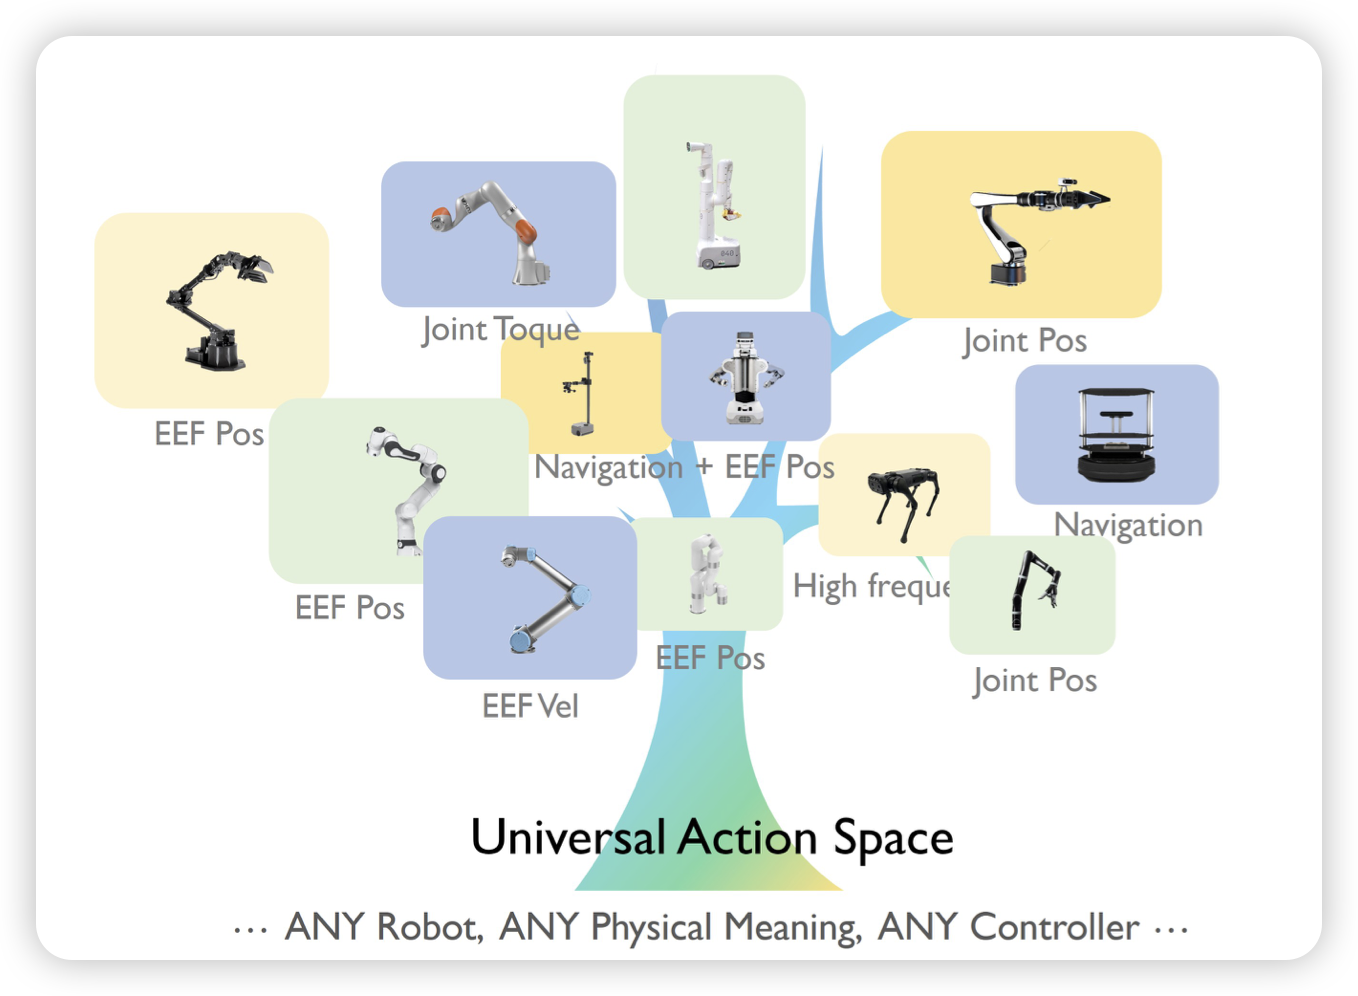 Joint Toque
Joint Pos
EEF Pos
Navigation + EEF Pos
Navigation
High freque
EEF Pos
EEF Pos
Joint Pos
EEF Vel
Universal Action Space
··· ANY Robot, ANY Physical Meaning, ANY Controller ···